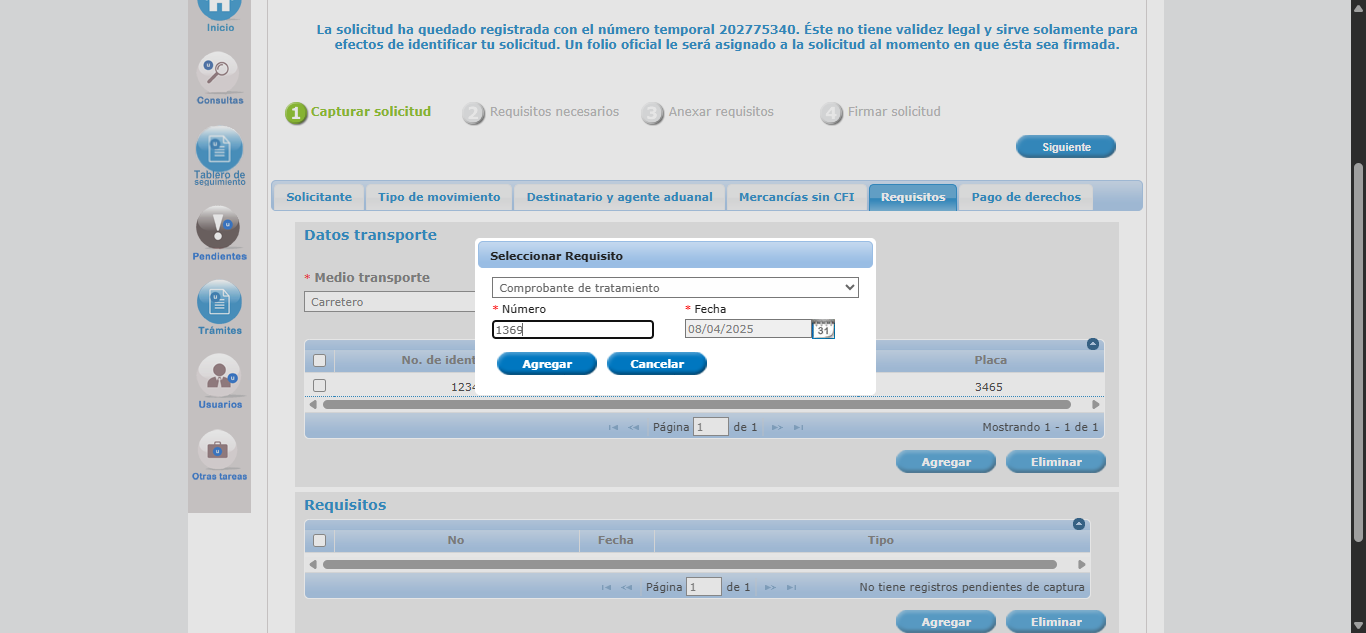 La solicitud ha quedado registrada con el número temporal 202775340. Éste no tiene validez legal y sirve solamente para
efectos de identificar tu solicitud. Un folio oficial le será asignado a la solicitud al momento en que ésta sea firmada.
Inicio
Consultas
Tablero de
seguimiento
Pendientes
Trámites
Usuarios
Otras tareas
1 Capturar solicitud
2 Requisitos necesarios
3 Anexar requisitos
4 Firmar solicitud
Siguiente
Solicitante
Tipo de movimiento
Destinatario y agente aduanal
Mercancías sin CFI
Requisitos
Pago de derechos
Datos transporte
* Medio transporte
Carretero
Seleccionar Requisito
Comprobante de tratamiento
* Número
* Fecha
1369
08/04/2025
31
Agregar
Cancelar
No. de ident
Placa
1234
3465
Página 1 de 1
Mostrando 1 - 1 de 1
Agregar
Eliminar
Requisitos
No
Fecha
Tipo
Página 1 de 1
No tiene registros pendientes de captura
Agregar
Eliminar